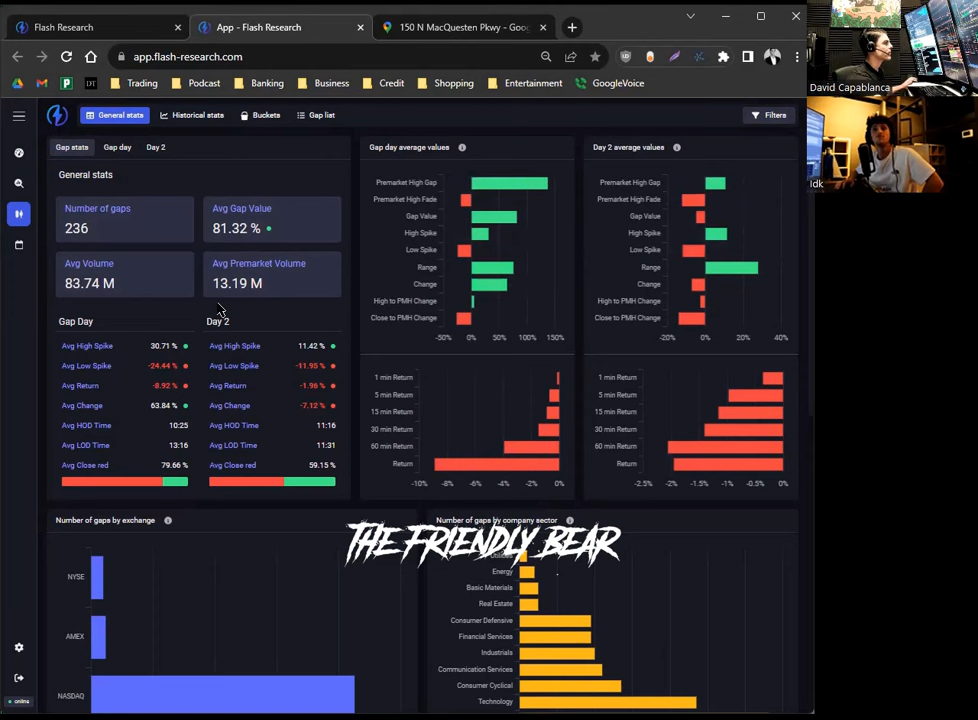 Flash Research
App - Flash Research
150 N MacQuesten Pkwy - Goo
app.flash-research.com
Trading
Podcast
Banking
Business
Credit
Shopping
Entertainment
GoogleVoice
David Capablanca
Idk
General stats
Historical stats
Buckets
Gap list
Filters
Gap stats
Gap day
Day 2
General stats
Number of gaps
236
Avg Gap Value
81.32 %
Avg Volume
83.74 M
Avg Premarket Volume
13.19 M
Gap Day
Avg High Spike 30.71 %
Avg Low Spike -24.44 %
Avg Return -8.92 %
Avg Change 63.84 %
Avg HOD Time 10:25
Avg LOD Time 13:16
Avg Close red 79.66 %
Day 2
Avg High Spike 11.42 %
Avg Low Spike -11.95 %
Avg Return -1.96 %
Avg Change -7.12 %
Avg HOD Time 11:16
Avg LOD Time 11:31
Avg Close red 59.15 %
Gap day average values
Premarket High Gap
Premarket High Fade
Gap Value
High Spike
Low Spike
Range
Change
High to PMH Change
Close to PMH Change
-50% 0% 50% 100% 150%
1 min Return
5 min Return
15 min Return
30 min Return
60 min Return
Return
-10% -8% -6% -4% -2% -0%
Day 2 average values
Premarket High Gap
Premarket High Fade
Gap Value
High Spike
Low Spike
Range
Change
High to PMH Change
Close to PMH Change
-20% 0% 20% 40%
1 min Return
5 min Return
15 min Return
30 min Return
60 min Return
Return
-2.5% -2% -1.5% -1% -0.5% -0%
Number of gaps by exchange
NYSE
AMEX
NASDAQ
Number of gaps by company sector
Utilities
Energy
Basic Materials
Real Estate
Consumer Defensive
Financial Services
Industrials
Communication Services
Consumer Cyclical
Technology
THE FRIENDLY BEAR
online